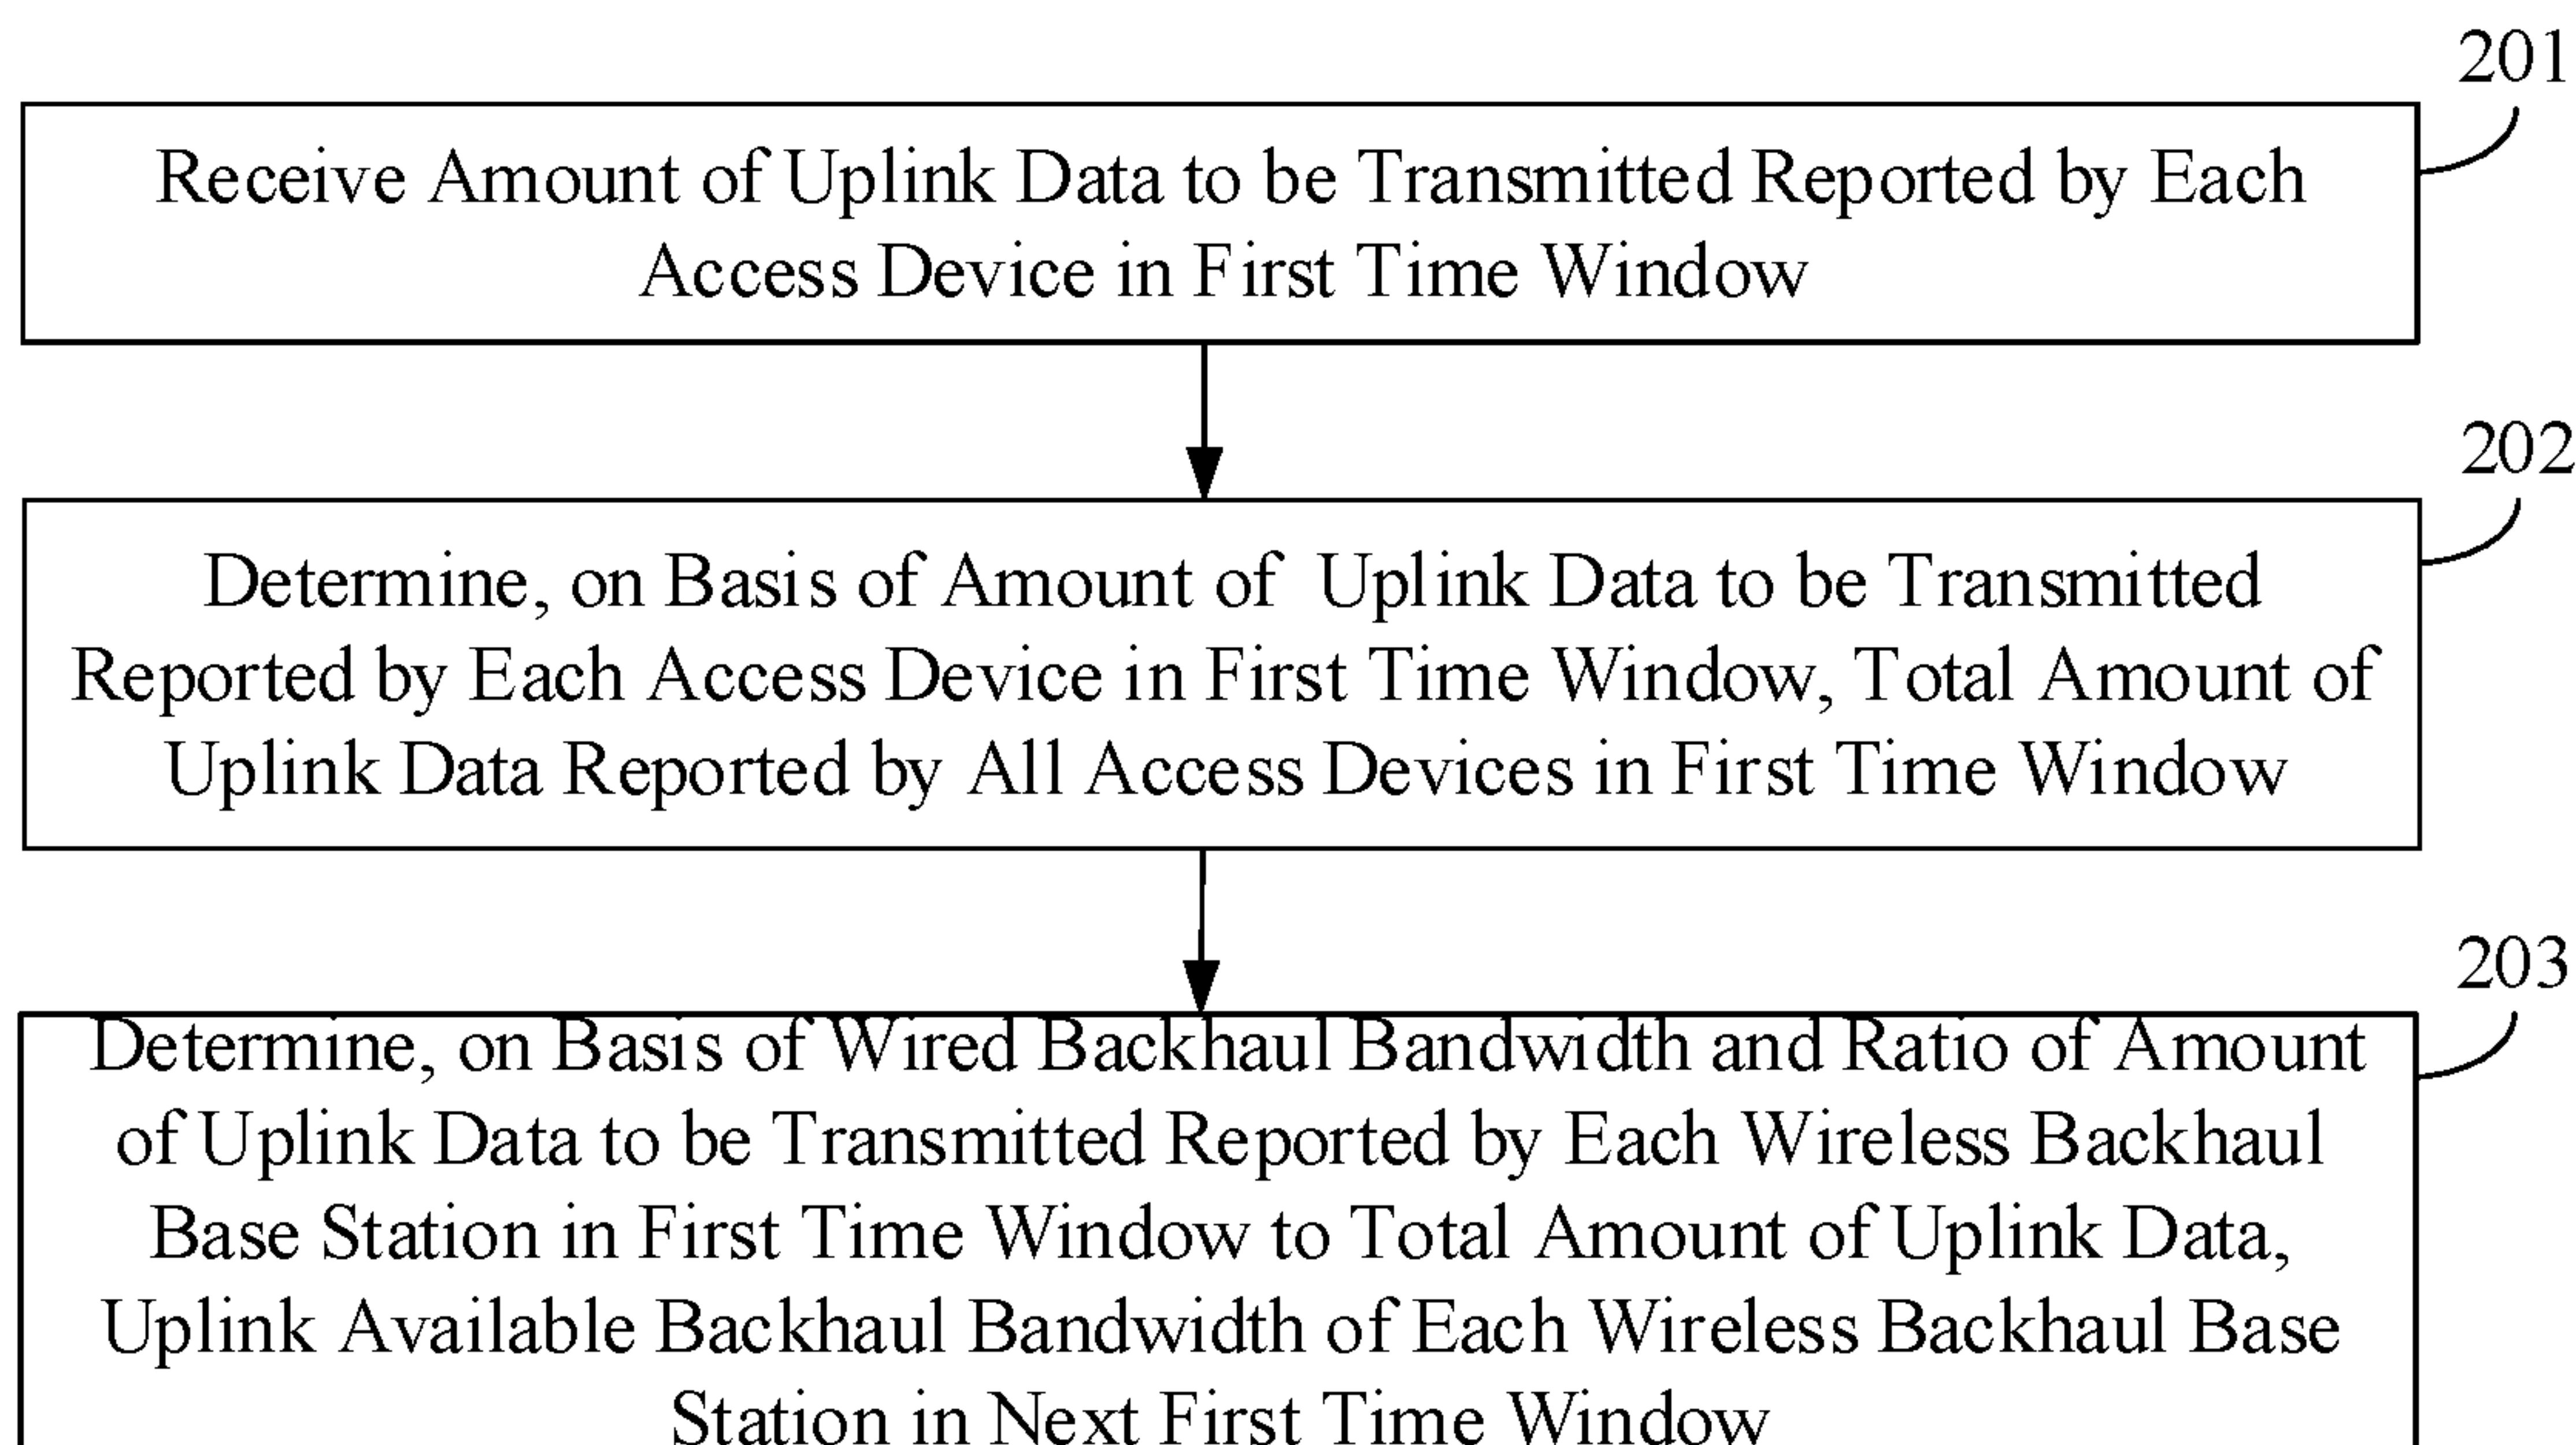 201
Receive Amount of Uplink Data to be Transmitted Reported by Each
Access Device in First Time Window
202
Determine, on Basis of Amount of Uplink Data to be Transmitted
Reported by Each Access Device in First Time Window, Total Amount of
Uplink Data Reported by All Access Devices in First Time Window
203
Determine, on Basis of Wired Backhaul Bandwidth and Ratio of Amount
of Uplink Data to be Transmitted Reported by Each Wireless Backhaul
Base Station in First Time Window to Total Amount of Uplink Data,
Uplink Available Backhaul Bandwidth of Each Wireless Backhaul Base
Station in Next First Time Window